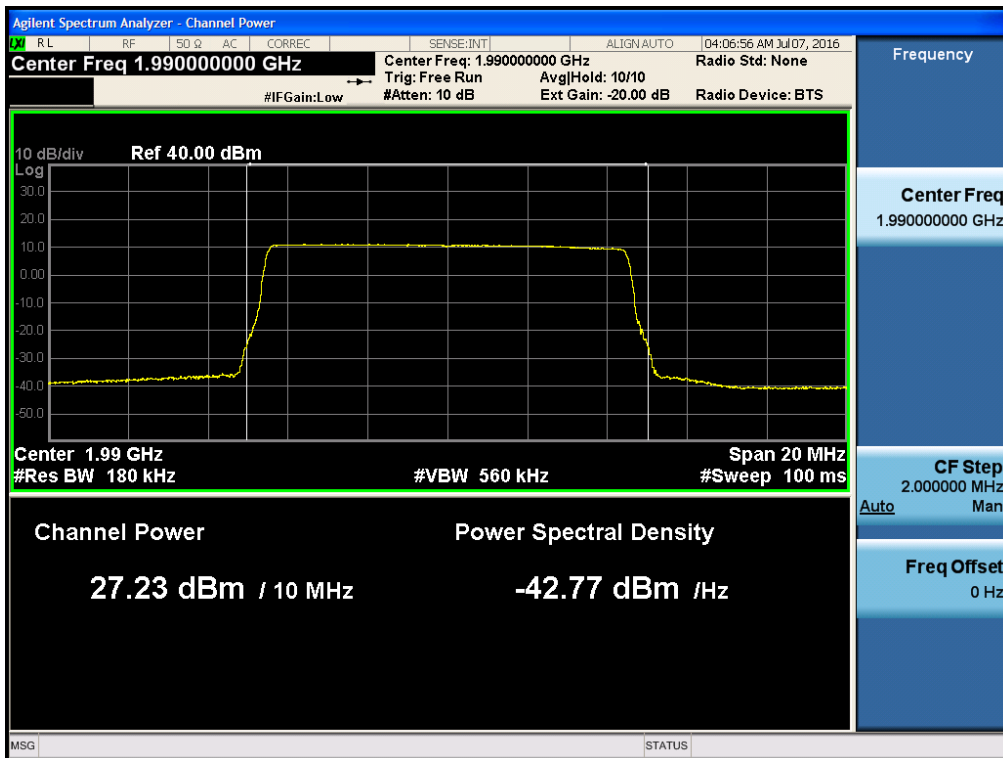 Agilent Spectrum Analyzer - Channel Power
LXI RL RF 50 Ω AC CORREC SENSE:INT ALIGN AUTO 04:06:56 AM Jul 07, 2016
Center Freq 1.990000000 GHz
Center Freq: 1.990000000 GHz Radio Std: None
Trig: Free Run Avg|Hold: 10/10
#IFGain:Low #Atten: 10 dB Ext Gain: -20.00 dB Radio Device: BTS
10 dB/div Ref 40.00 dBm
Log
30.0
20.0
10.0
0.00
-10.0
-20.0
-30.0
-40.0
-50.0
Center 1.99 GHz Span 20 MHz
#Res BW 180 kHz #VBW 560 kHz #Sweep 100 ms
Channel Power Power Spectral Density
27.23 dBm / 10 MHz -42.77 dBm /Hz
MSG STATUS
Frequency
Center Freq
1.990000000 GHz
CF Step
2.000000 MHz
Auto Man
Freq Offset
0 Hz